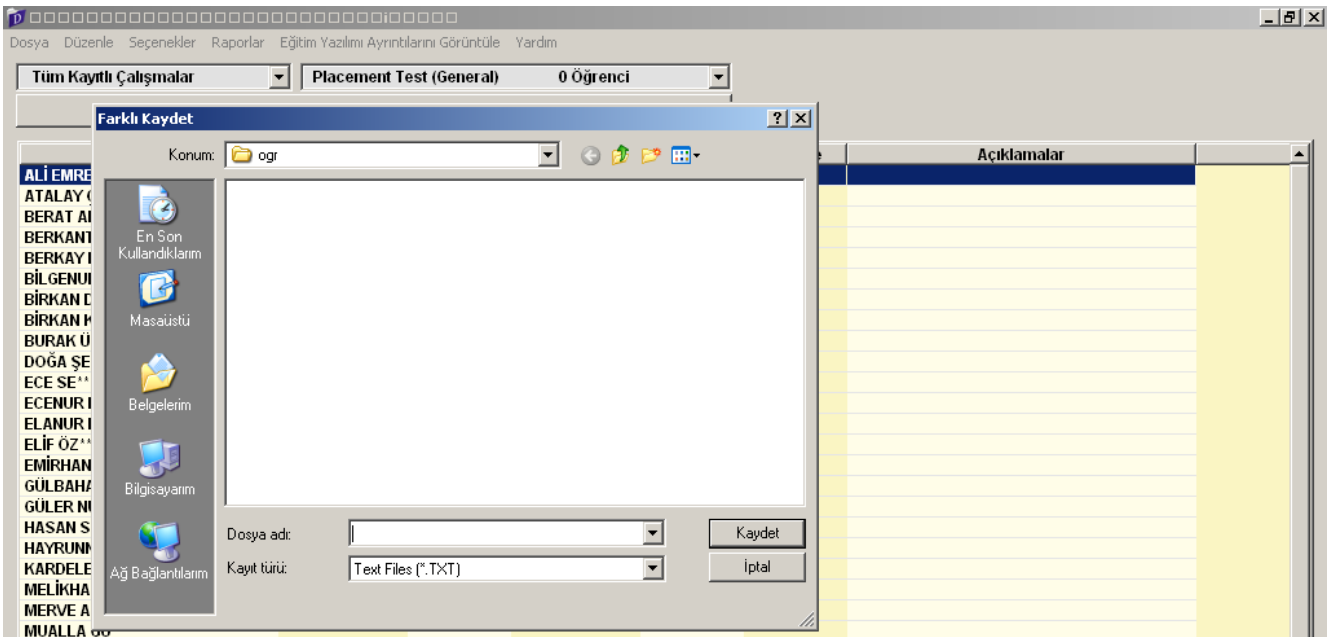 Dosya Düzenle Seçenekler Raporlar Eğitim Yazılımı Ayrıntılarını Görüntüle Yardım
Tüm Kayıtlı Çalışmalar Placement Test (General) 0 Öğrenci
Farklı Kaydet
Konum: ogr
Açıklamalar
ALİ EMRE
ATALAY
BERAT
BERKANT
BERKAY
BİLGENUR
BİRKAN
BİRKAN
BURAK
DOĞA ŞE
ECE SE**
ECENUR
ELANUR
ELİF ÖZ**
EMİRHAN
GÜLBAHA
GÜLER
HASAN S
HAYRUNN
KARDELE
MELİKHA
MERVE A
MUALLA
En Son
Kullandıklarım
Masaüstü
Belgelerim
Bilgisayarım
Ağ Bağlantılarım
Dosya adı: Kaydet
Kayıt türü: Text Files (*.TXT) İptal